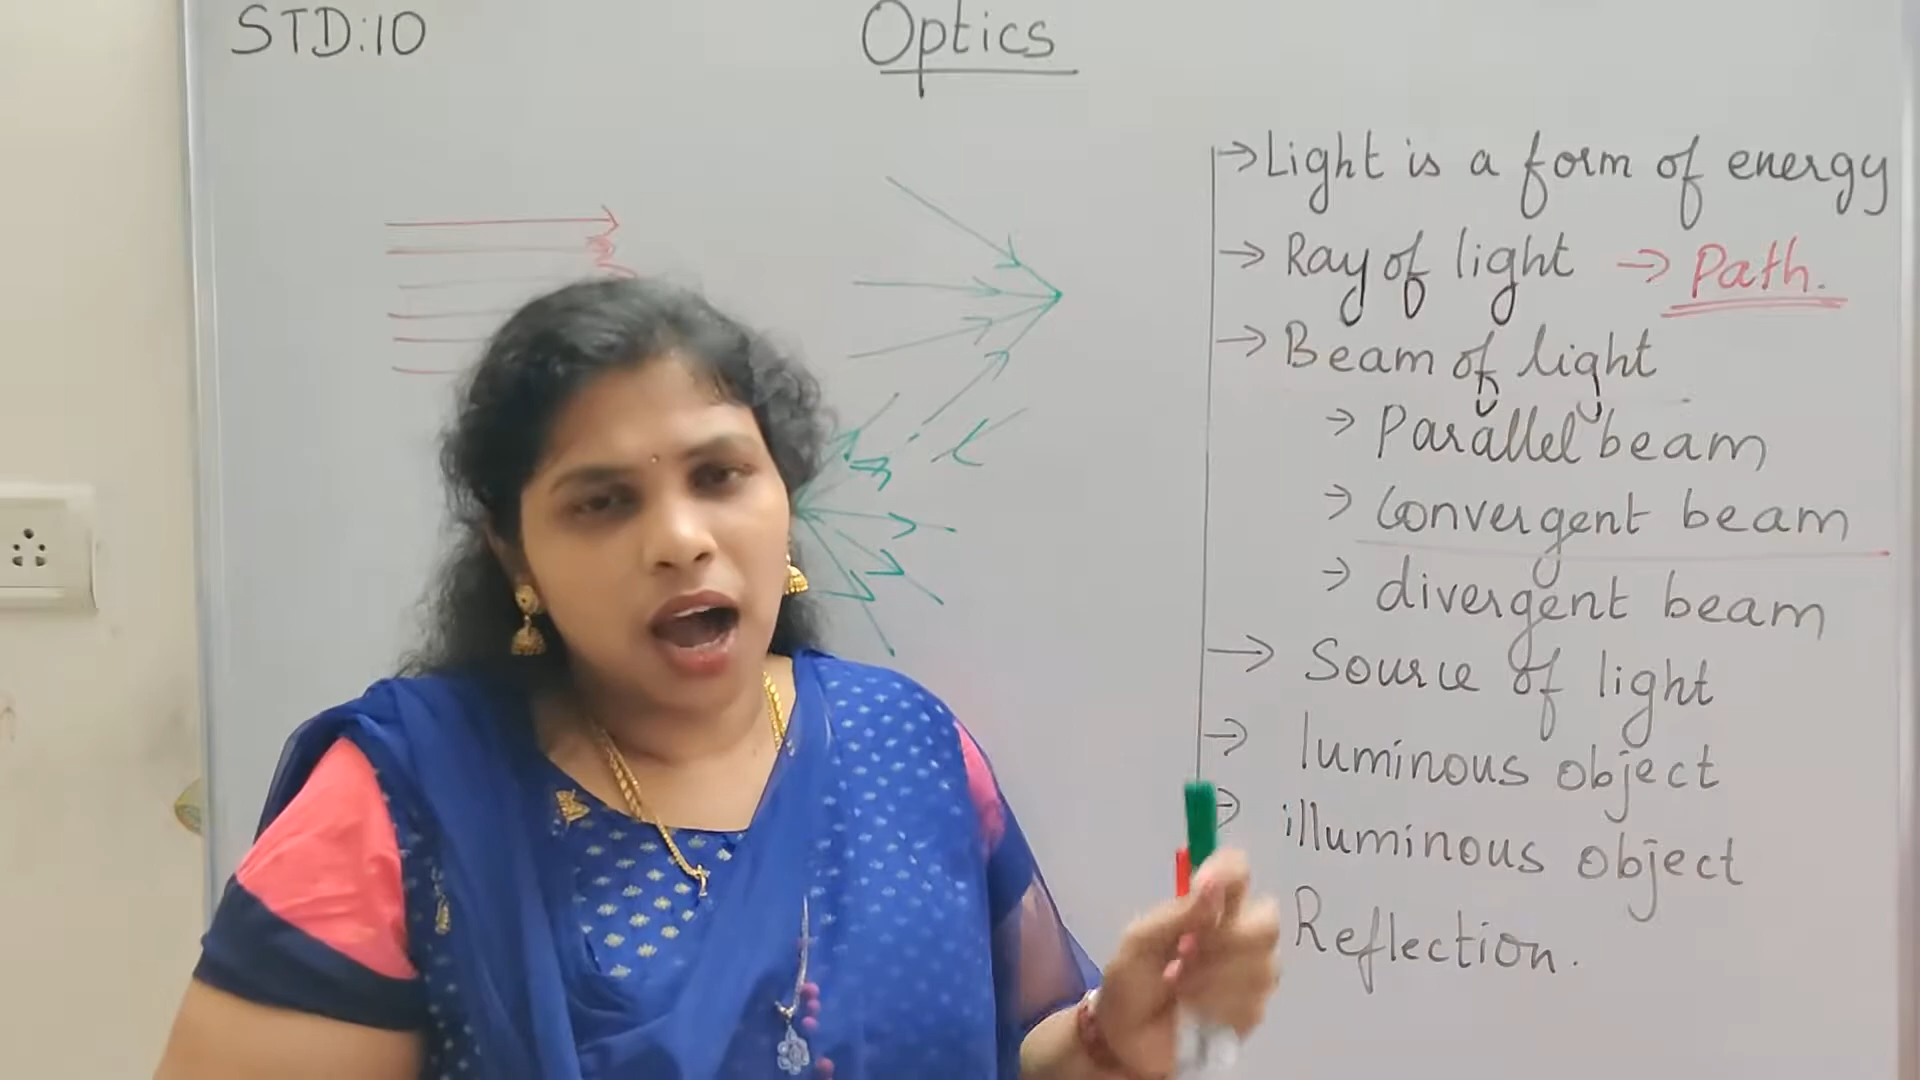 STD:10
Optics
→ Light is a form of energy
→ Ray of light → Path.
→ Beam of light
→ Parallel beam
→ Convergent beam
→ divergent beam
→ Source of light
→ luminous object
→ illuminous object
Reflection.